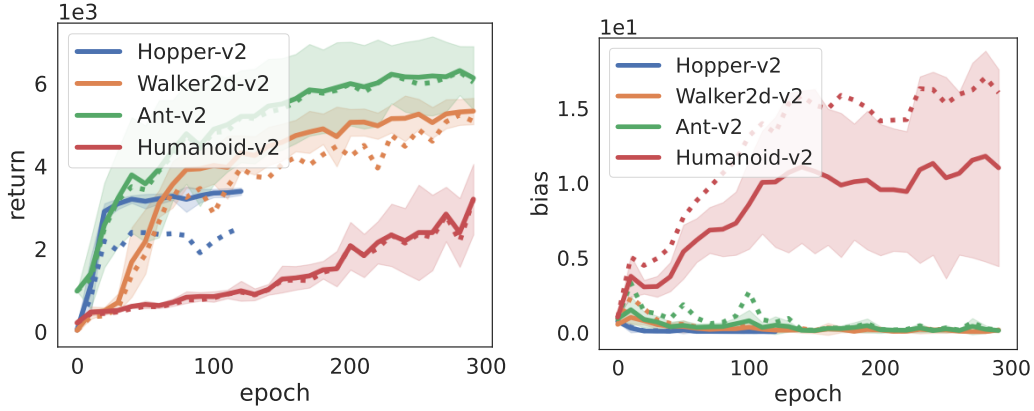 1e3
return
6
4
2
0
Hopper-v2
Walker2d-v2
Ant-v2
Humanoid-v2
0 100 200 300
epoch
1e1
bias
1.5
1.0
0.5
0.0
Hopper-v2
Walker2d-v2
Ant-v2
Humanoid-v2
0 100 200 300
epoch